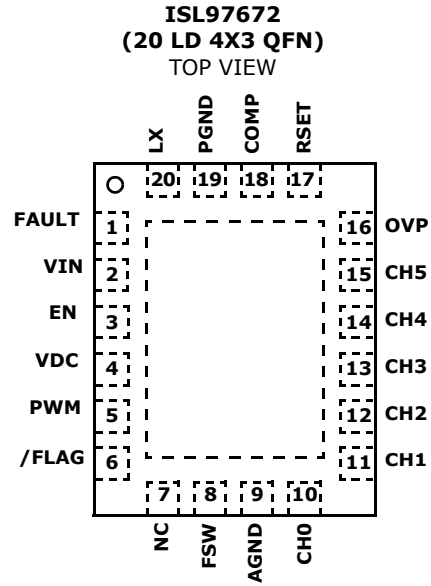 ISL97672
(20 LD 4X3 QFN)
TOP VIEW
LX
PGND
COMP
RSET
20 19 18 17
FAULT 1
16 OVP
VIN 2
15 CH5
EN 3
14 CH4
VDC 4
13 CH3
PWM 5
12 CH2
/FLAG 6
11 CH1
7 8 9 10
NC
FSW
AGND
CH0